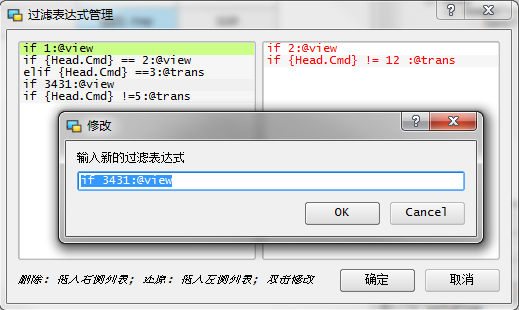 过滤表达式管理
if 1:@view
if {Head.Cmd} == 2:@view
elif {Head.Cmd} ==3:@trans
if 3431:@view
if {Head.Cmd} !=5:@trans
if 2:@view
if {Head.Cmd} != 12 :@trans
修改
输入新的过滤表达式
if 3431:@view
OK
Cancel
删除: 拖入右侧列表; 还原: 拖入左侧列表; 双击修改
确定
取消